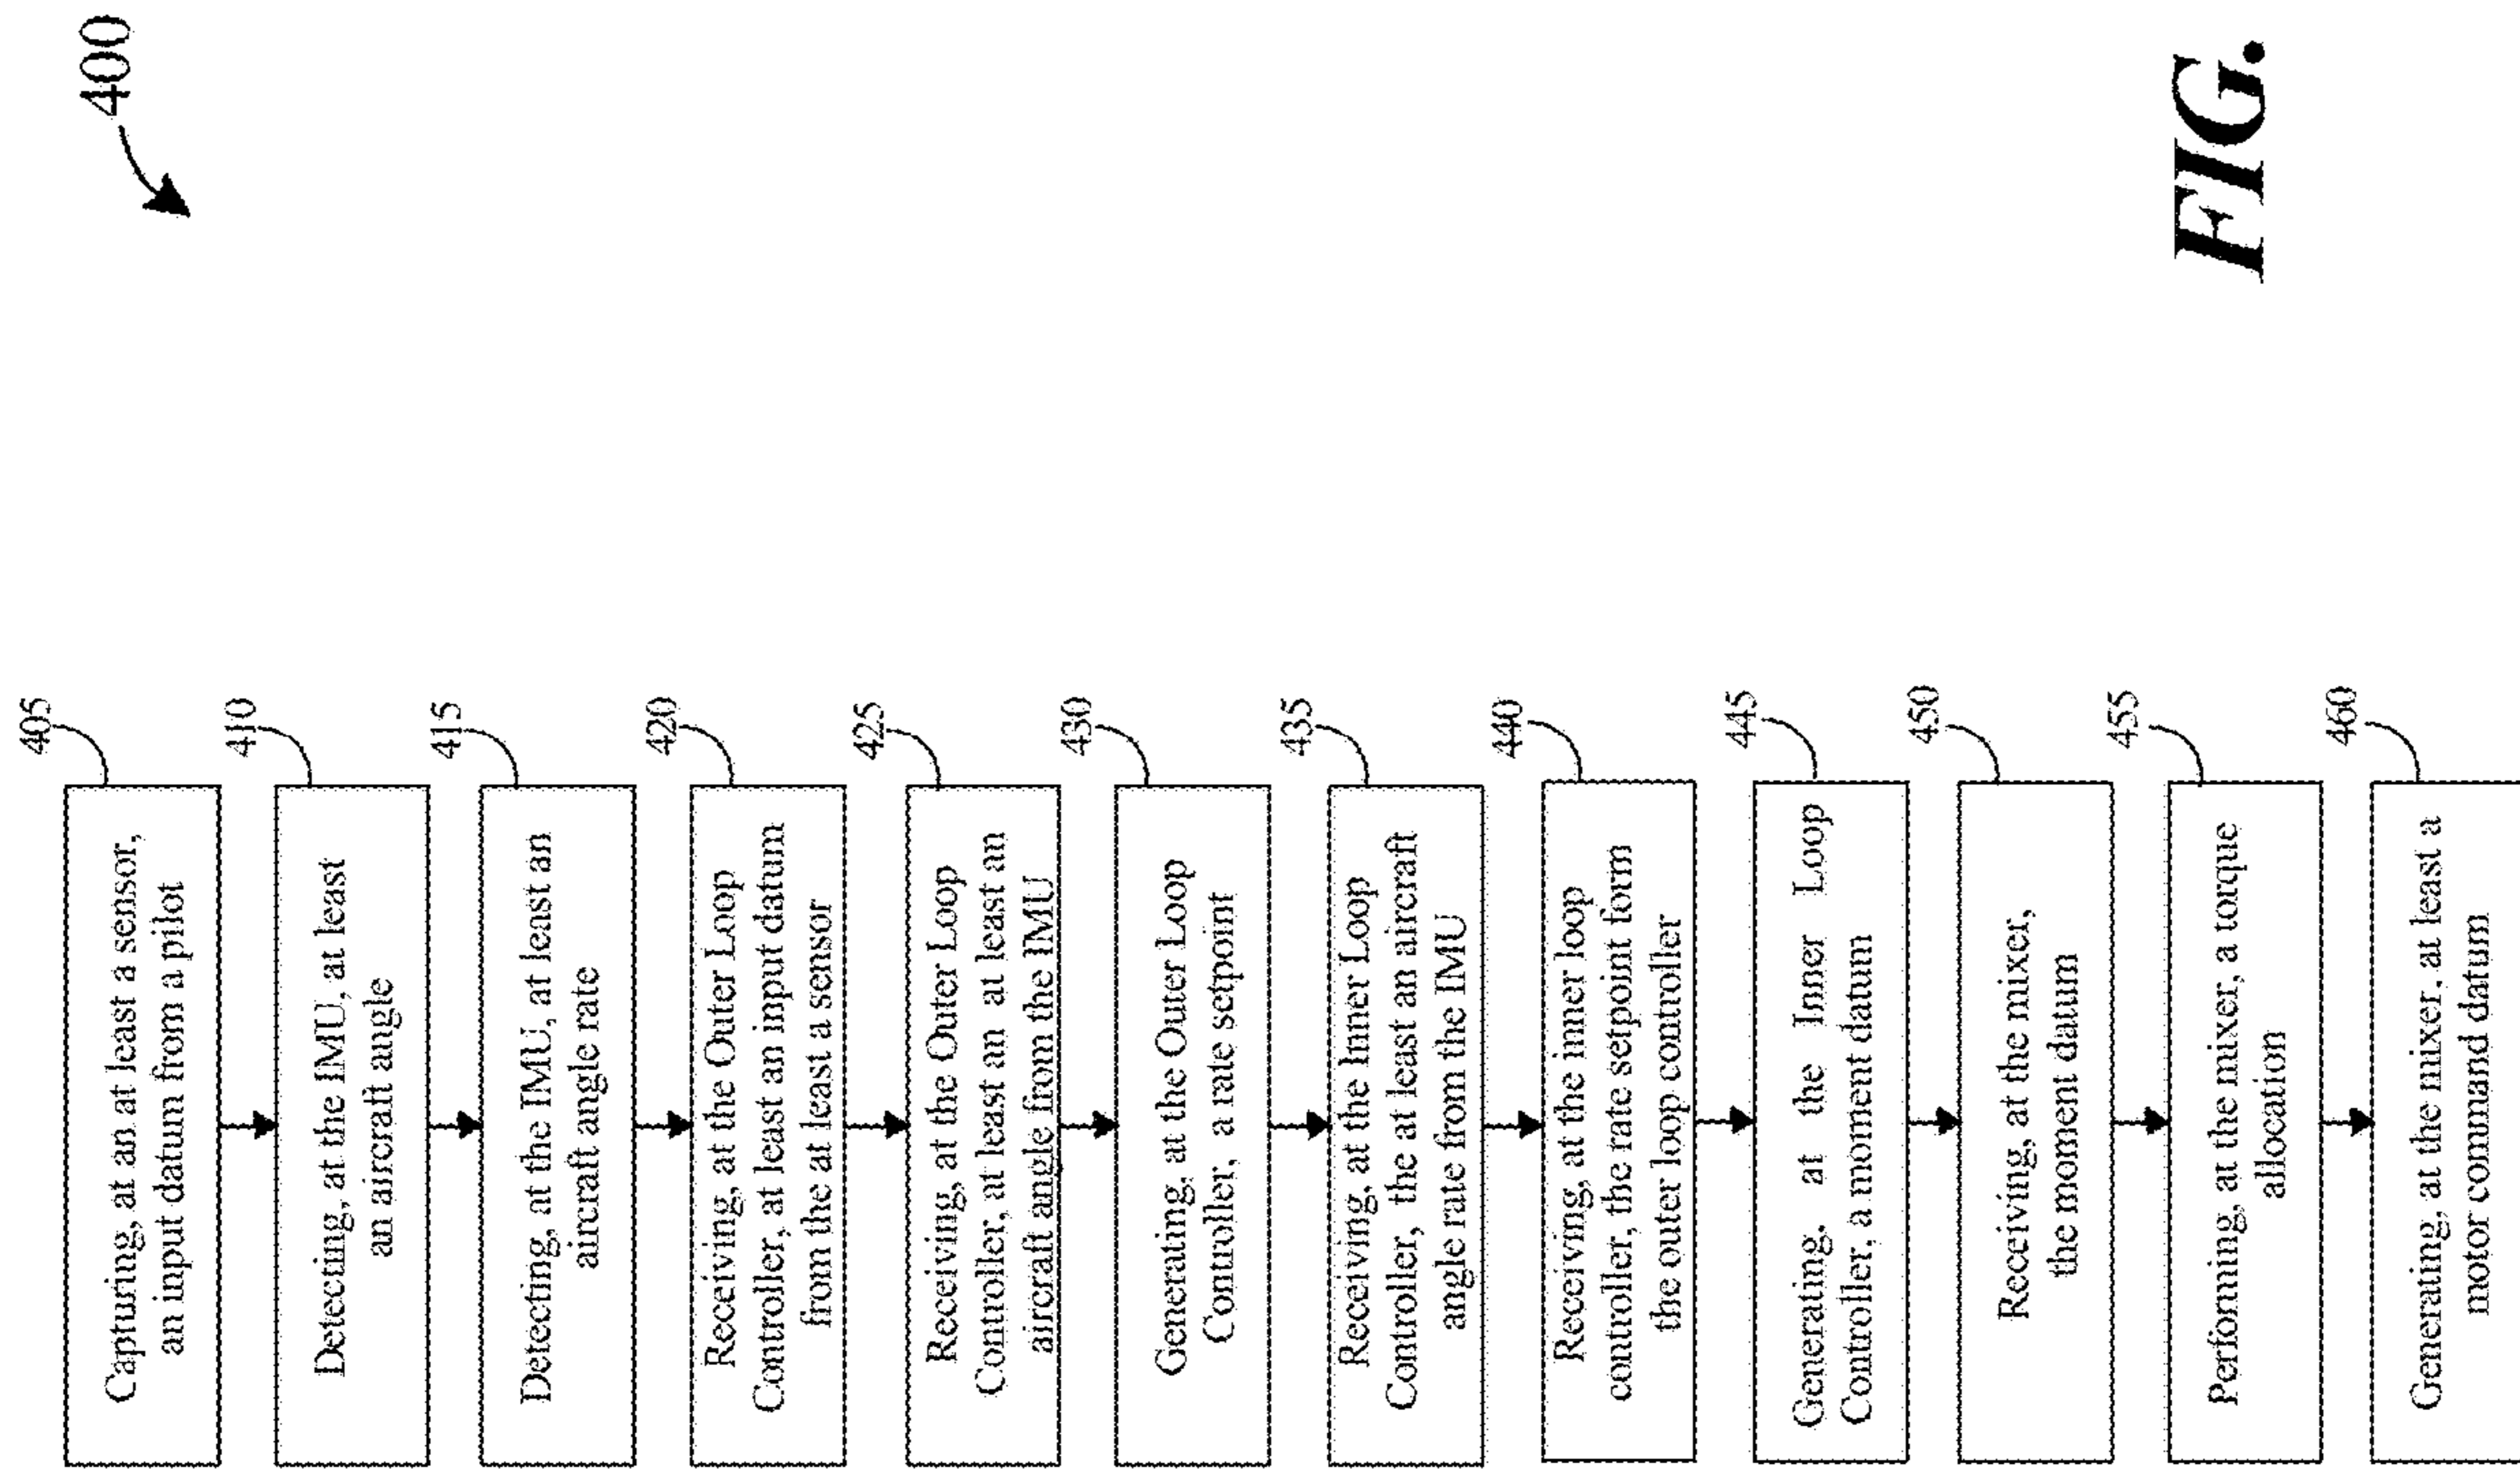 400
405
Capturing, at an at least a sensor,
an input datum from a pilot
410
Detecting, at the IMU, at least
an aircraft angle
415
Detecting, at the IMU, at least an
aircraft angle rate
420
Receiving, at the Outer Loop
Controller, at least an input datum
from the at least a sensor
425
Receiving, at the Outer Loop
Controller, at least an at least an
aircraft angle from the IMU
430
Generating, at the Outer Loop
Controller, a rate setpoint
435
Receiving, at the Inner Loop
Controller, the at least an aircraft
angle rate from the IMU
440
Receiving, at the inner loop
controller, the rate setpoint form
the outer loop controller
445
Generating, at the Inner Loop
Controller, a moment datum
450
Receiving, at the mixer,
the moment datum
455
Performing, at the mixer, a torque
allocation
460
Generating, at the mixer, at least a
motor command datum
FIG.